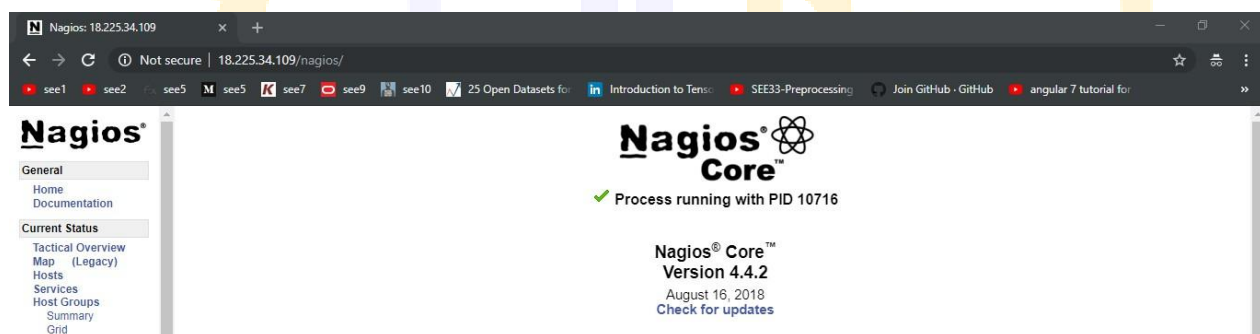 Nagios: 18.225.34.109
Not secure | 18.225.34.109/nagios/
see1 see2 see5 see5 see7 see9 see10 25 Open Datasets for Introduction to Tens SEE33-Preprocessing Join GitHub · GitHub angular 7 tutorial for
Nagios®
General
Home
Documentation
Current Status
Tactical Overview
Map (Legacy)
Hosts
Services
Host Groups
Summary
Grid
Nagios®
Core™
Process running with PID 10716
Nagios® Core™
Version 4.4.2
August 16, 2018
Check for updates